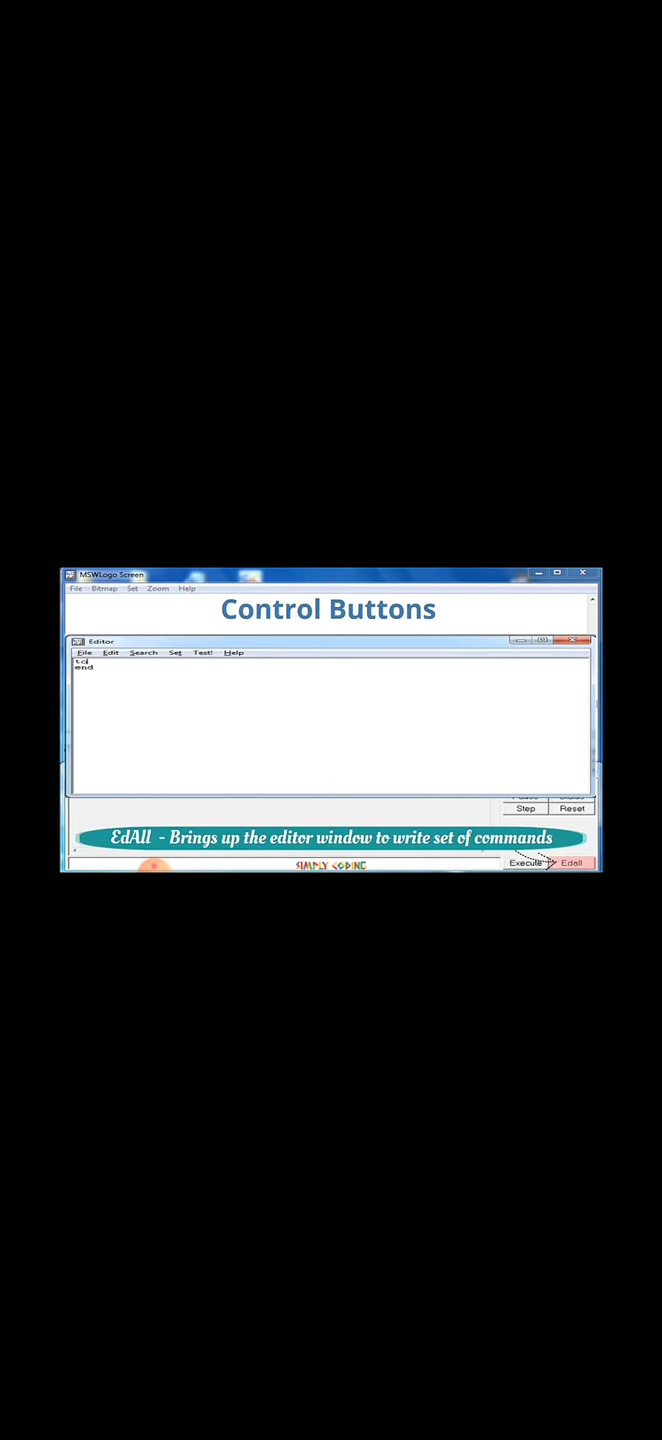 MSWLogo Screen
File Bitmap Set Zoom Help
Control Buttons
Editor
File Edit Search Set Test! Help
to
end
Step Reset
EdAll - Brings up the editor window to write set of commands
Execute Edall
SIMPLY CODING